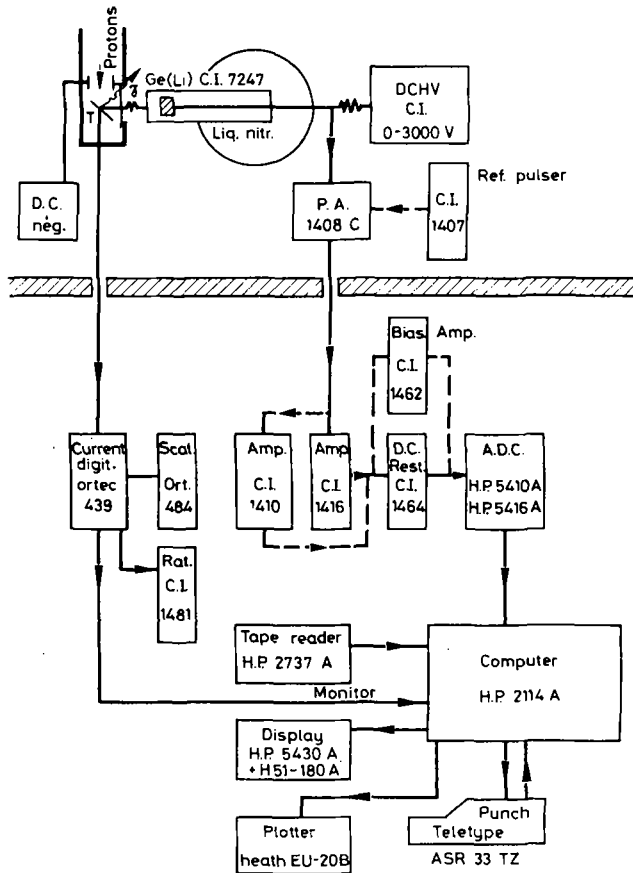 Protons
Ge(Li) C.I. 7247
γ
T
Liq. nitr.
DCHV
C.I.
0-3000 V
D.C.
nég.
P.A.
1408 C
C.I.
1407
Ref. pulser
Bias. Amp.
C.I.
1462
Current
digit-
ortec
439
Scal.
Ort.
484
Amp.
C.I.
1410
Amp
C.I.
1416
D.C.
Rest.
C.I.
1464
A.D.C.
H.P. 5410A
H.P. 5416A
Rat.
C.I.
1481
Tape reader
H.P. 2737 A
Computer
H.P. 2114 A
Monitor
Display
H.P. 5430 A
+ H51-180 A
Plotter
heath EU-20B
Punch
Teletype
ASR 33 TZ